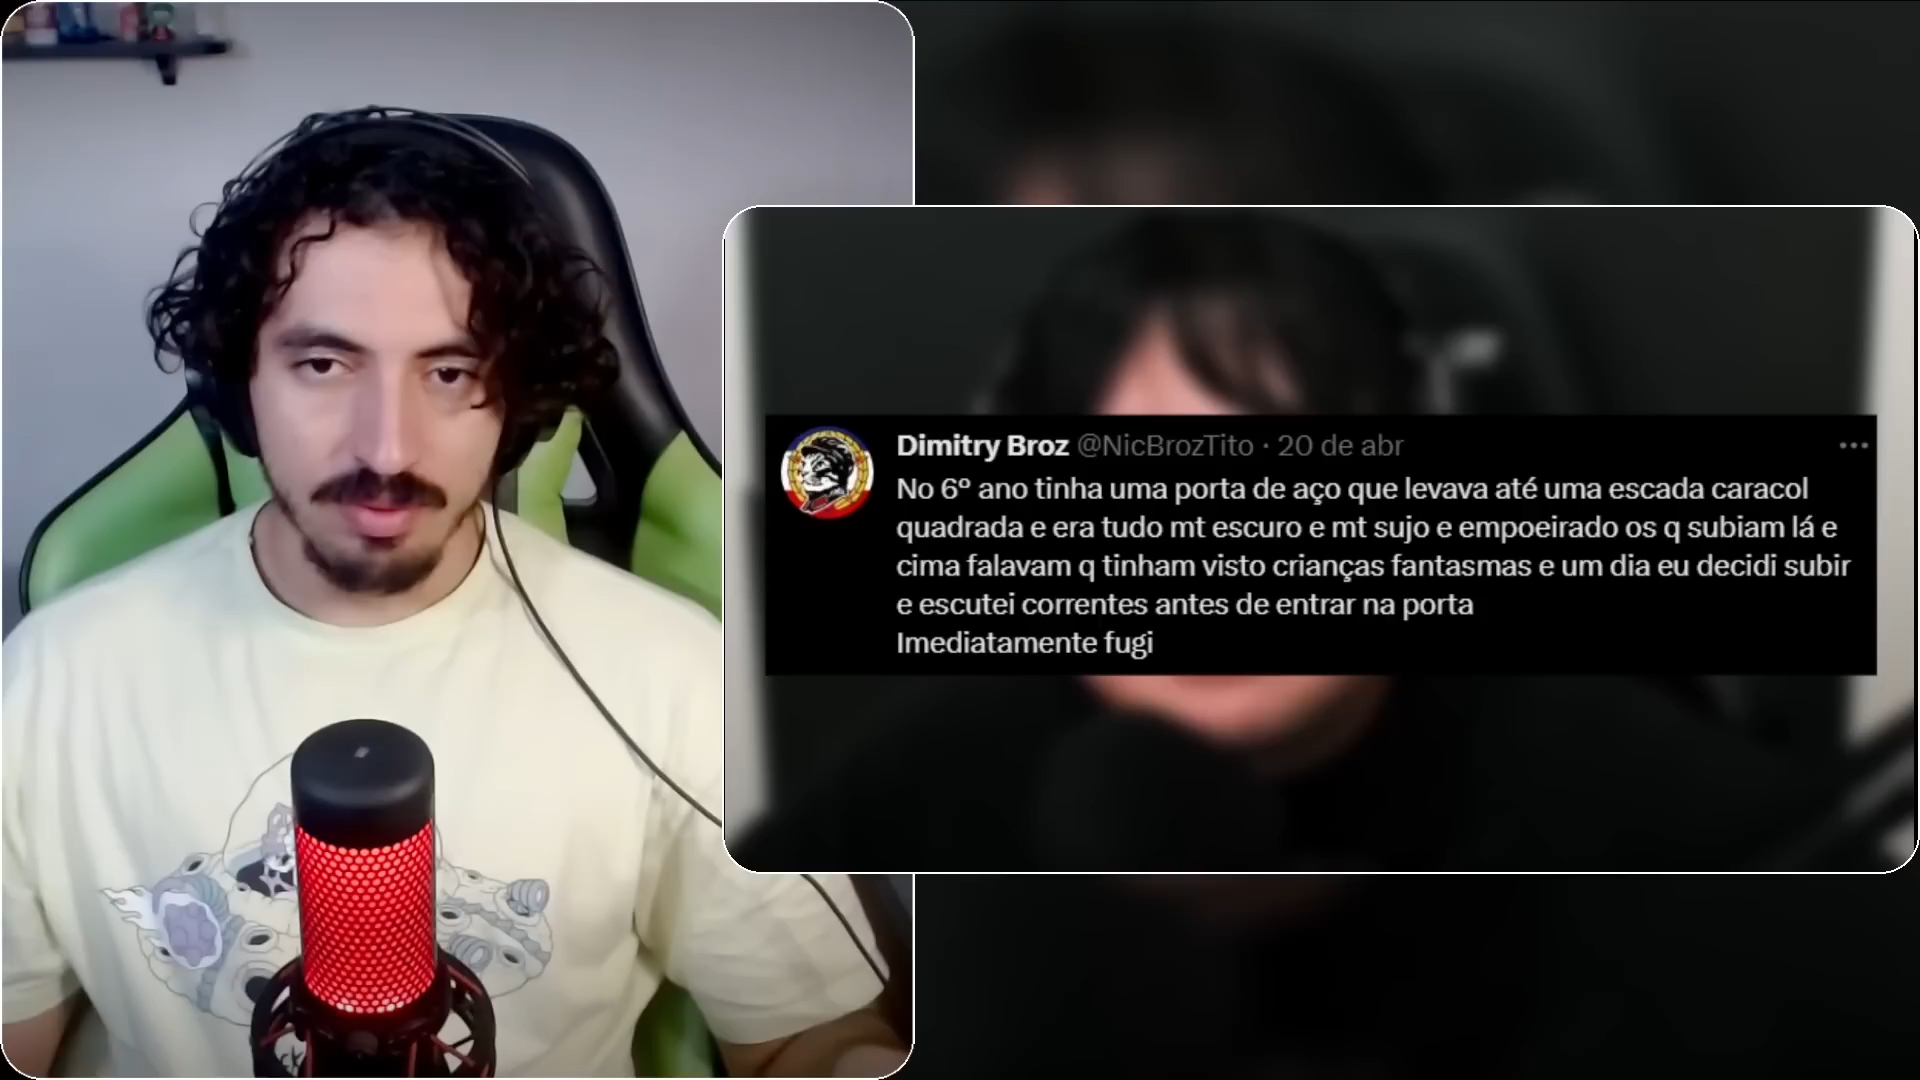 Dimitry Broz @NicBrozTito · 20 de abr
No 6º ano tinha uma porta de aço que levava até uma escada caracol
quadrada e era tudo mt escuro e mt sujo e empoeirado os q subiam lá e
cima falavam q tinham visto crianças fantasmas e um dia eu decidi subir
e escutei correntes antes de entrar na porta
Imediatamente fugi